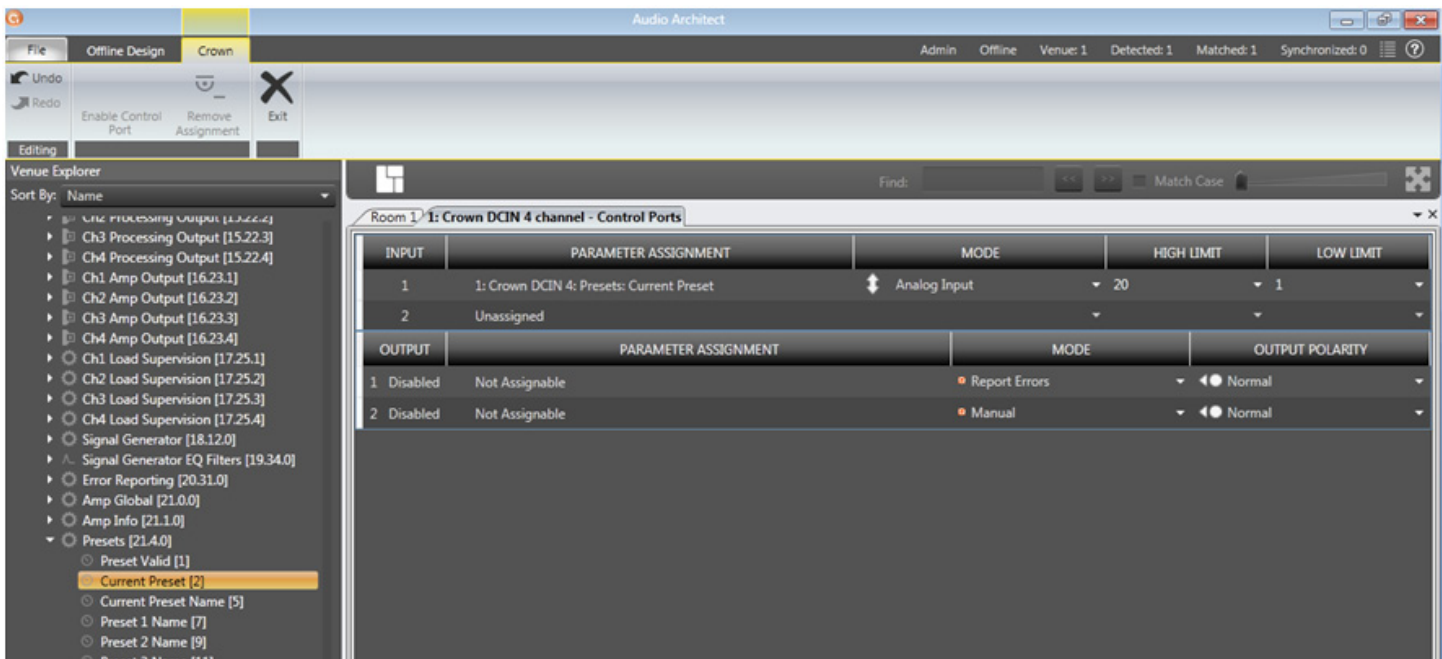 Audio Architect
File Offline Design Crown Admin Offline Venue: 1 Detected: 1 Matched: 1 Synchronized: 0 ?
Undo
Redo
Enable Control Port
Remove Assignment
Exit
Editing
Venue Explorer
Sort By: Name
Ch2 Processing Output [15.22.2]
Ch3 Processing Output [15.22.3]
Ch4 Processing Output [15.22.4]
Ch1 Amp Output [16.23.1]
Ch2 Amp Output [16.23.2]
Ch3 Amp Output [16.23.3]
Ch4 Amp Output [16.23.4]
Ch1 Load Supervision [17.25.1]
Ch2 Load Supervision [17.25.2]
Ch3 Load Supervision [17.25.3]
Ch4 Load Supervision [17.25.4]
Signal Generator [18.12.0]
Signal Generator EQ Filters [19.34.0]
Error Reporting [20.31.0]
Amp Global [21.0.0]
Amp Info [21.1.0]
Presets [21.4.0]
Preset Valid [1]
Current Preset [2]
Current Preset Name [5]
Preset 1 Name [7]
Preset 2 Name [9]
Find: << >> Match Case
Room 1 1: Crown DCIN 4 channel - Control Ports
INPUT PARAMETER ASSIGNMENT MODE HIGH LIMIT LOW LIMIT
1 1: Crown DCIN 4: Presets: Current Preset Analog Input 20 1
2 Unassigned
OUTPUT PARAMETER ASSIGNMENT MODE OUTPUT POLARITY
1 Disabled Not Assignable Report Errors Normal
2 Disabled Not Assignable Manual Normal